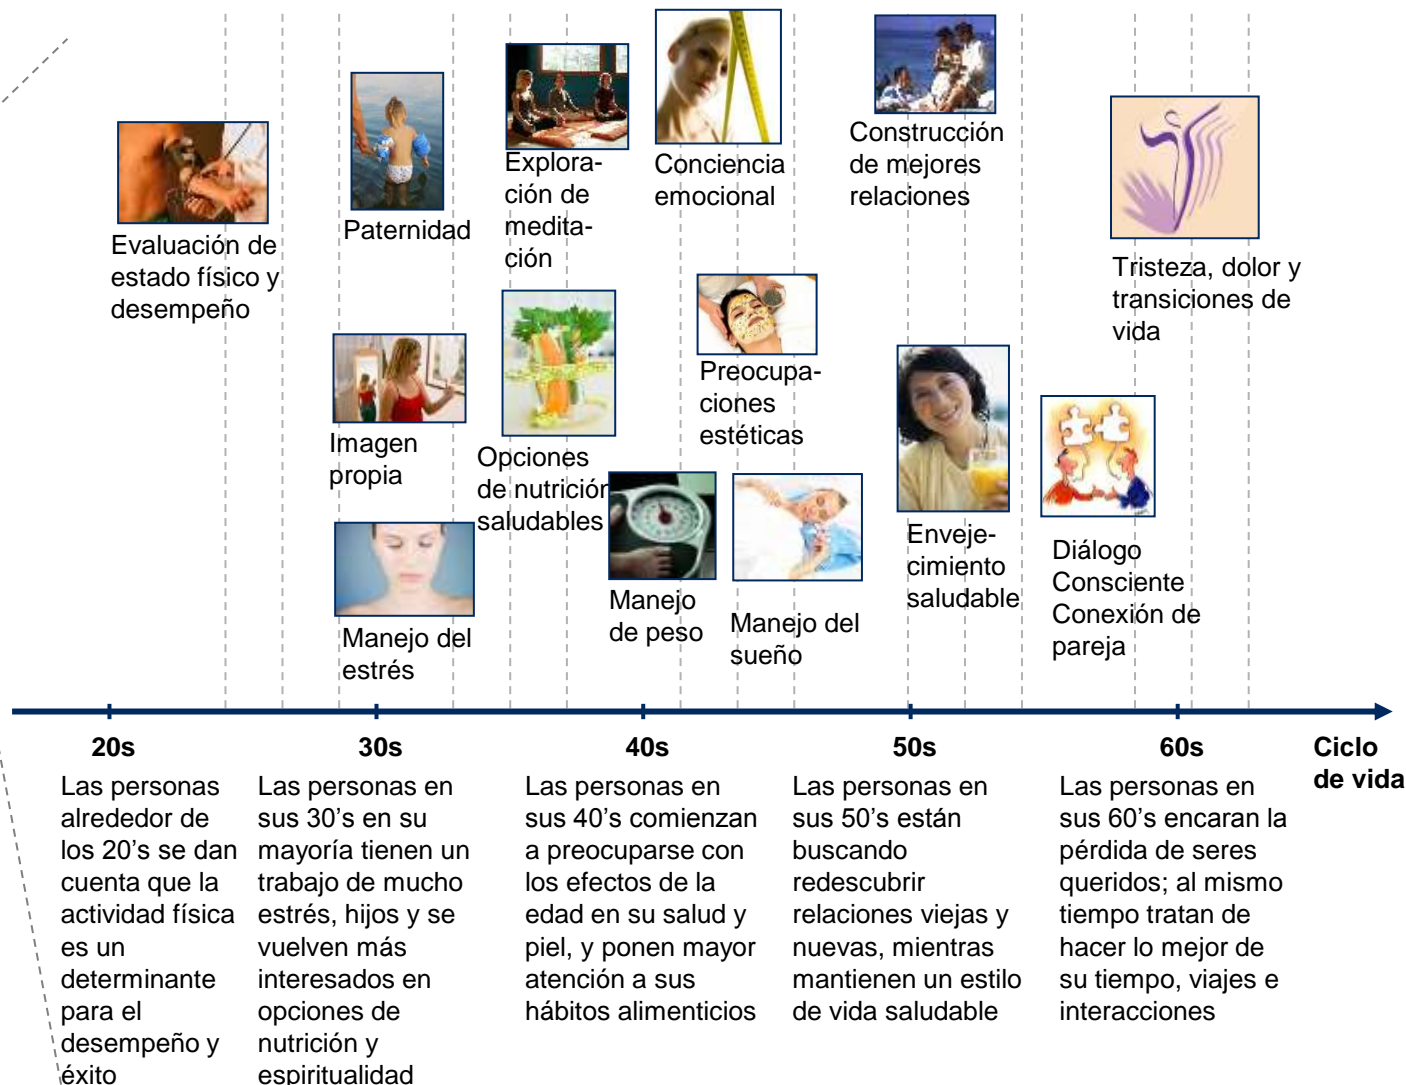 Evaluación de
estado físico y
desempeño
Paternidad
Explora-
ción de
medita-
ción
Conciencia
emocional
Construcción
de mejores
relaciones
Tristeza, dolor y
transiciones de
vida
Imagen
propia
Opciones
de nutrición
saludables
Preocupa-
ciones
estéticas
Manejo del
estrés
Manejo
de peso
Manejo del
sueño
Enveje-
cimiento
saludable
Diálogo
Consciente
Conexión de
pareja
20s
Las personas
alrededor de
los 20’s se dan
cuenta que la
actividad física
es un
determinante
para el
desempeño y
éxito
30s
Las personas en
sus 30’s en su
mayoría tienen un
trabajo de mucho
estrés, hijos y se
vuelven más
interesados en
opciones de
nutrición y
espiritualidad
40s
Las personas en
sus 40’s comienzan
a preocuparse con
los efectos de la
edad en su salud y
piel, y ponen mayor
atención a sus
hábitos alimenticios
50s
Las personas en
sus 50’s están
buscando
redescubrir
relaciones viejas y
nuevas, mientras
mantienen un estilo
de vida saludable
60s
Las personas en
sus 60’s encaran la
pérdida de seres
queridos; al mismo
tiempo tratan de
hacer lo mejor de
su tiempo, viajes e
interacciones
Ciclo
de vida